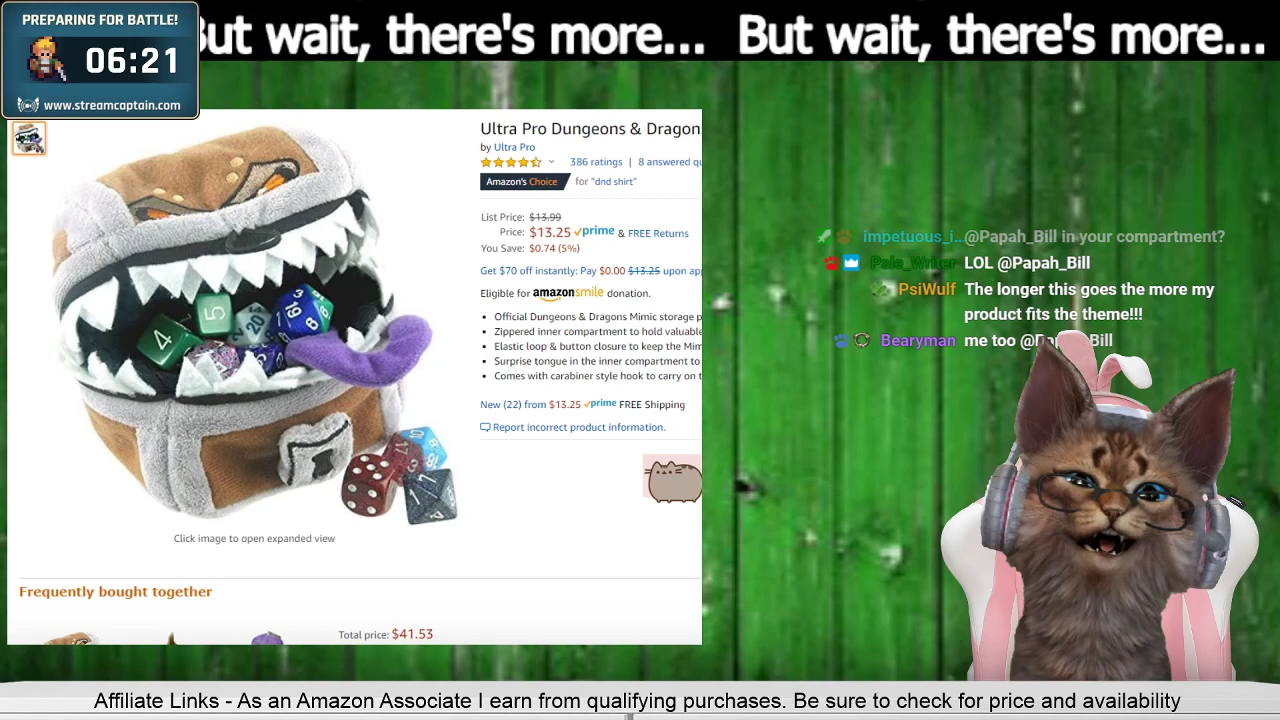 PREPARING FOR BATTLE!
06:21
www.streamcaptain.com
But wait, there's more... But wait, there's more...
Ultra Pro Dungeons & Dragon
by Ultra Pro
386 ratings | 8 answered qu
Amazon's Choice for "dnd shirt"
List Price: $13.99
Price: $13.25 prime & FREE Returns
You Save: $0.74 (5%)
Get $70 off instantly: Pay $0.00 $13.25 upon app
Eligible for amazonsmile donation.
• Official Dungeons & Dragons Mimic storage p
• Zippered inner compartment to hold valuable
• Elastic loop & button closure to keep the Mim
• Surprise tongue in the inner compartment to
• Comes with carabiner style hook to carry on t
New (22) from $13.25 prime FREE Shipping
Report incorrect product information.
Click image to open expanded view
Frequently bought together
Total price: $41.53
impetuous_i... @Papah_Bill in your compartment?
Pale_Writer LOL @Papah_Bill
PsiWulf The longer this goes the more my
product fits the theme!!!
Bearyman me too @Papah_Bill
Affiliate Links - As an Amazon Associate I earn from qualifying purchases. Be sure to check for price and availability